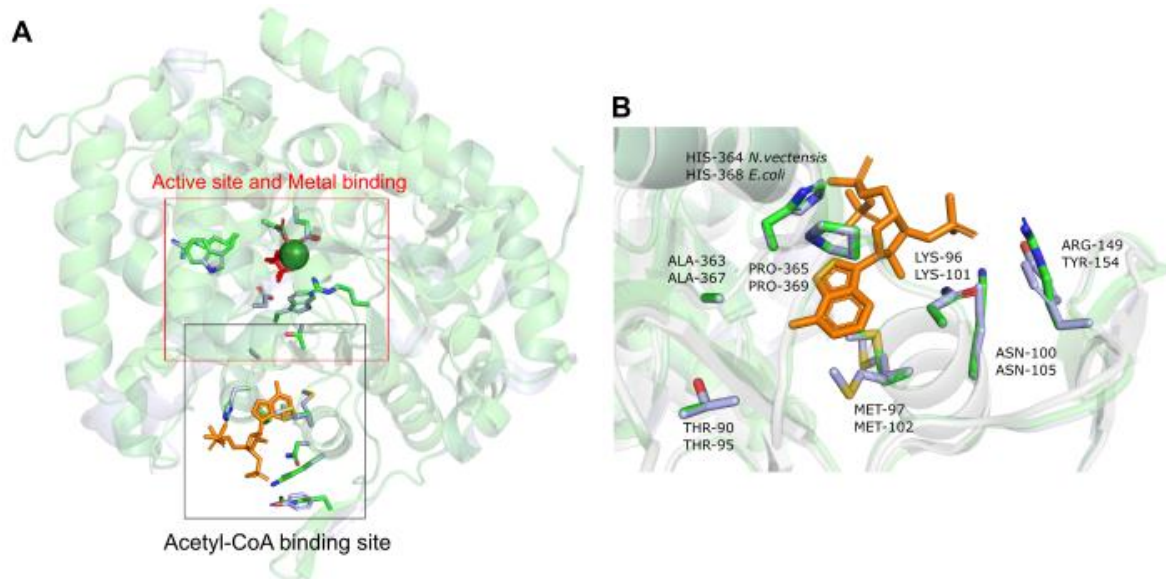 A
Active site and Metal binding
Acetyl-CoA binding site
B
HIS-364 N.vectensis
HIS-368 E.coli
ALA-363
ALA-367
PRO-365
PRO-369
LYS-96
LYS-101
ARG-149
TYR-154
ASN-100
ASN-105
MET-97
MET-102
THR-90
THR-95